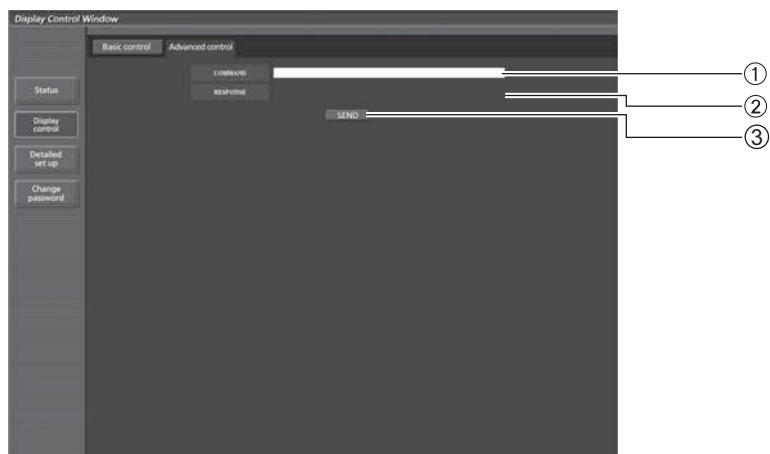 Display Control Window
Basic control
Advanced control
COMMAND
①
RESPONSE
②
SEND
③
Status
Display
control
Detailed
set up
Change
password